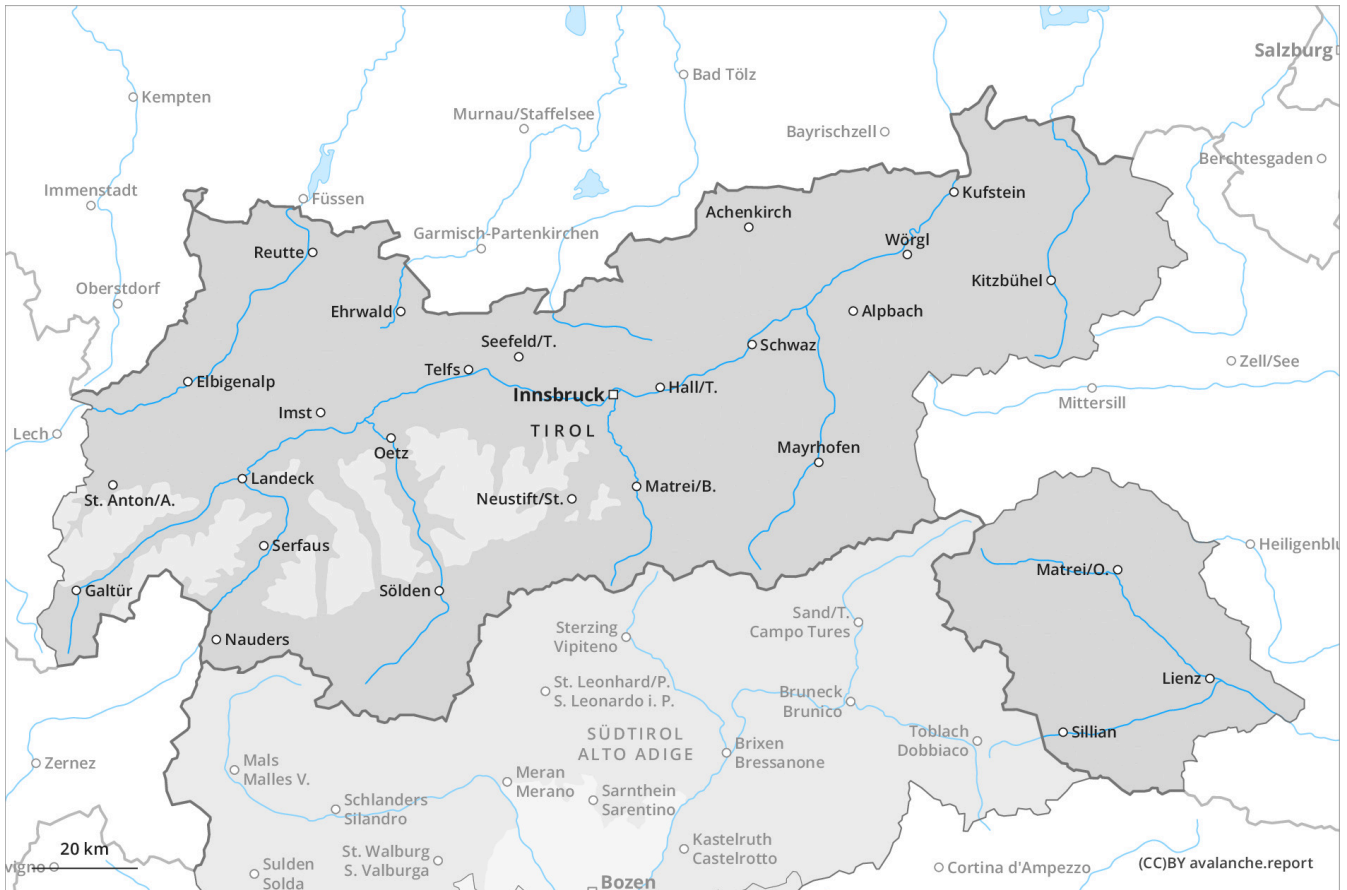 Salzburg
Bad Tölz
Kempten
Murnau/Staffelsee
Bayrischzell
Berchtesgaden
Immenstadt
Füssen
Kufstein
Achenkirch
Garmisch-Partenkirchen
Wörgl
Reutte
Kitzbühel
Oberstdorf
Ehrwald
Alpbach
Seefeld/T.
Schwaz
Zell/See
Telfs
Elbigenalp
Hall/T.
Innsbruck
Mittersill
Imst
TIROL
Lech
Oetz
Mayrhofen
Landeck
Matrei/B.
St. Anton/A.
Neustift/St.
Serfaus
Heiligenblu
Matrei/O.
Galtür
Sölden
Sand/T.
Campo Tures
Sterzing
Vipiteno
Nauders
Lienz
St. Leonhard/P.
S. Leonardo i. P.
Bruneck
Brunico
SÜDTIROL
ALTO ADIGE
Toblach
Dobbiaco
Sillian
Brixen
Bressanone
Zernez
Mals
Malles V.
Meran
Merano
Sarnthein
Sarentino
Schlanders
Silandro
Kastelruth
Castelrotto
20 km
St. Walburg
S. Valburga
vigno
Sulden
Solda
Cortina d'Ampezzo
(CC)BY avalanche.report
Bozen